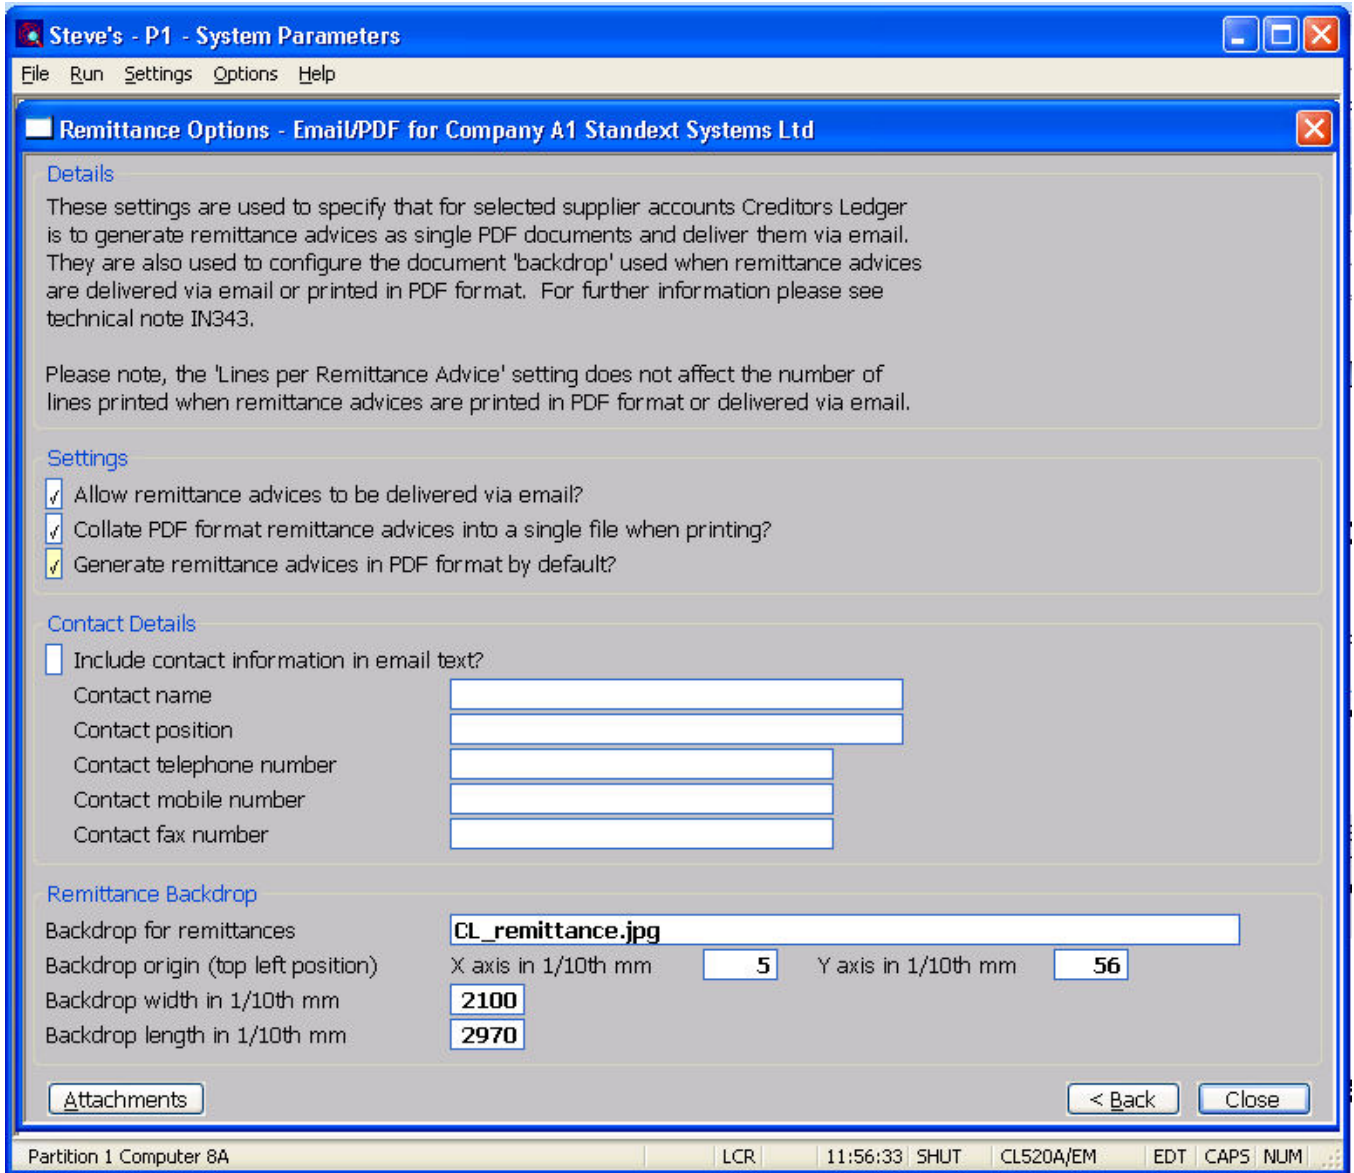 Steve's - P1 - System Parameters
File Run Settings Options Help
Remittance Options - Email/PDF for Company A1 Standext Systems Ltd
Details
These settings are used to specify that for selected supplier accounts Creditors Ledger
is to generate remittance advices as single PDF documents and deliver them via email.
They are also used to configure the document 'backdrop' used when remittance advices
are delivered via email or printed in PDF format.  For further information please see
technical note IN343.
Please note, the 'Lines per Remittance Advice' setting does not affect the number of
lines printed when remittance advices are printed in PDF format or delivered via email.
Settings
Allow remittance advices to be delivered via email?
Collate PDF format remittance advices into a single file when printing?
Generate remittance advices in PDF format by default?
Contact Details
Include contact information in email text?
Contact name
Contact position
Contact telephone number
Contact mobile number
Contact fax number
Remittance Backdrop
Backdrop for remittances CL_remittance.jpg
Backdrop origin (top left position) X axis in 1/10th mm 5 Y axis in 1/10th mm 56
Backdrop width in 1/10th mm 2100
Backdrop length in 1/10th mm 2970
Attachments < Back Close
Partition 1 Computer 8A LCR 11:56:33 SHUT CL520A/EM EDT CAPS NUM